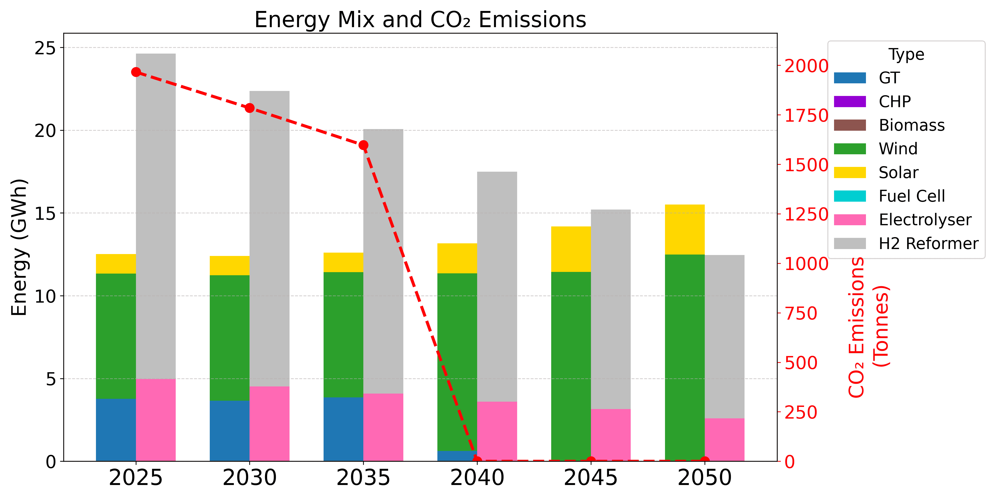 Energy Mix and CO₂ Emissions
Energy (GWh)
25
20
15
10
5
0
2025
2030
2035
2040
2045
2050
2000
1750
1500
1250
1000
750
500
250
0
CO₂ Emissions
(Tonnes)
Type
GT
CHP
Biomass
Wind
Solar
Fuel Cell
Electrolyser
H2 Reformer